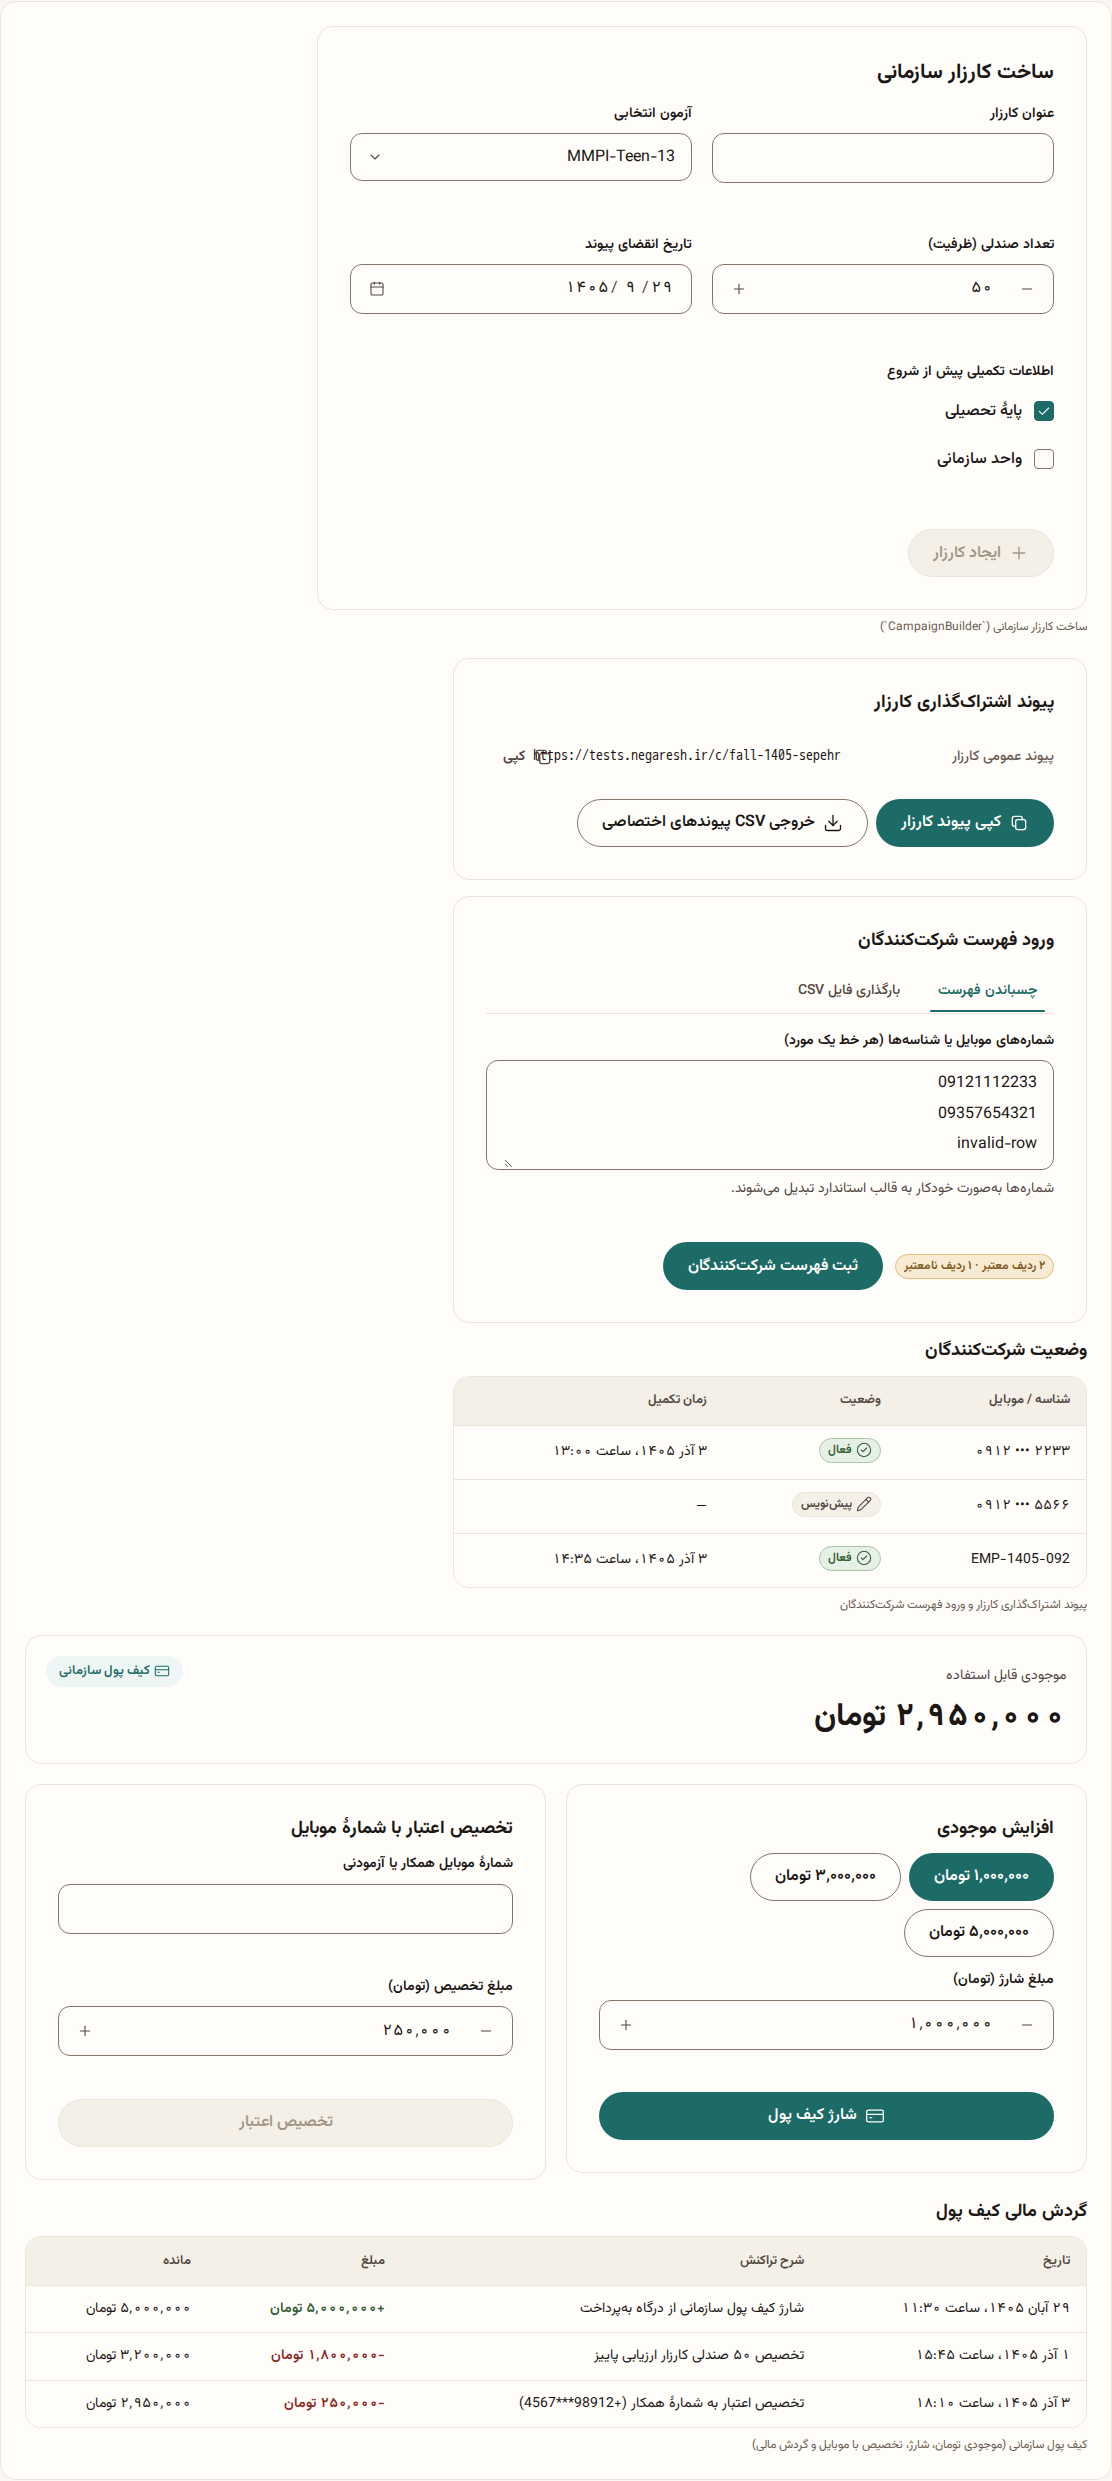 ساخت کارزار سازمانی
عنوان کارزار
آزمون انتخابی
MMPI-Teen-13
تعداد صندلی (ظرفیت)
تاریخ انقضای پیوند
۵۰
۱۴۰۵/ ۹ /۲۹
اطلاعات تکمیلی پیش از شروع
پایهٔ تحصیلی
واحد سازمانی
ایجاد کارزار
ساخت کارزار سازمانی (`CampaignBuilder`)
پیوند اشتراک‌گذاری کارزار
پیوند عمومی کارزار
https://tests.negaresh.ir/c/fall-1405-sepehr
کپی
کپی پیوند کارزار
خروجی CSV پیوندهای اختصاصی
ورود فهرست شرکت‌کنندگان
چسباندن فهرست
بارگذاری فایل CSV
شماره‌های موبایل یا شناسه‌ها (هر خط یک مورد)
09121112233
09357654321
invalid-row
شماره‌ها به‌صورت خودکار به قالب استاندارد تبدیل می‌شوند.
۲ ردیف معتبر · ۱ ردیف نامعتبر
ثبت فهرست شرکت‌کنندگان
وضعیت شرکت‌کنندگان
شناسه / موبایل وضعیت زمان تکمیل
۰۹۱۲ ••• ۲۲۳۳ فعال ۳ آذر ۱۴۰۵، ساعت ۱۳:۰۰
۰۹۱۲ ••• ۵۵۶۶ پیش‌نویس —
EMP-1405-092 فعال ۳ آذر ۱۴۰۵، ساعت ۱۴:۳۵
پیوند اشتراک‌گذاری کارزار و ورود فهرست شرکت‌کنندگان
موجودی قابل استفاده
کیف پول سازمانی
۲,۹۵۰,۰۰۰ تومان
افزایش موجودی
۱,۰۰۰,۰۰۰ تومان
۳,۰۰۰,۰۰۰ تومان
۵,۰۰۰,۰۰۰ تومان
مبلغ شارژ (تومان)
۱,۰۰۰,۰۰۰
شارژ کیف پول
تخصیص اعتبار با شمارهٔ موبایل
شمارهٔ موبایل همکار یا آزمودنی
مبلغ تخصیص (تومان)
۲۵۰,۰۰۰
تخصیص اعتبار
گردش مالی کیف پول
تاریخ شرح تراکنش مبلغ مانده
۲۹ آبان ۱۴۰۵، ساعت ۱۱:۳۰ شارژ کیف پول سازمانی از درگاه به‌پرداخت +۵,۰۰۰,۰۰۰ تومان ۵,۰۰۰,۰۰۰ تومان
۱ آذر ۱۴۰۵، ساعت ۱۵:۴۵ تخصیص ۵۰ صندلی کارزار ارزیابی پاییز −۱,۸۰۰,۰۰۰ تومان ۳,۲۰۰,۰۰۰ تومان
۳ آذر ۱۴۰۵، ساعت ۱۸:۱۰ تخصیص اعتبار به شمارهٔ همکار (+98912***4567) −۲۵۰,۰۰۰ تومان ۲,۹۵۰,۰۰۰ تومان
کیف پول سازمانی (موجودی تومان، شارژ، تخصیص با موبایل و گردش مالی)